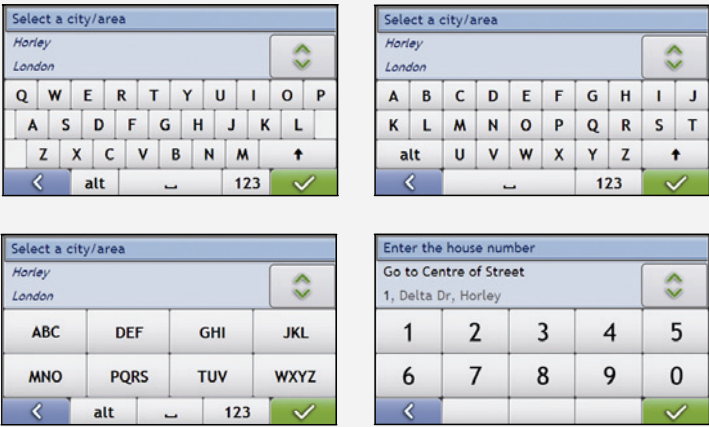 Select a city/area
Horley
London
Q W E R T Y U I O P
A S D F G H J K L
Z X C V B N M
alt 123
Select a city/area
Horley
London
A B C D E F G H I J
K L M N O P Q R S T
alt U V W X Y Z
123
Select a city/area
Horley
London
ABC DEF GHI JKL
MNO PQRS TUV WXYZ
alt 123
Enter the house number
Go to Centre of Street
1, Delta Dr, Horley
1 2 3 4 5
6 7 8 9 0